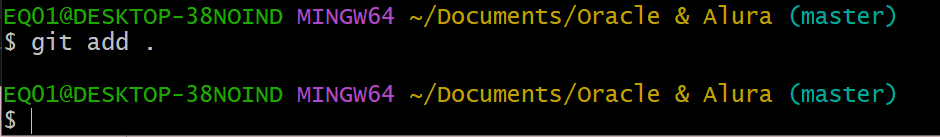 EQ01@DESKTOP-38NOIND MINGW64 ~/Documents/Oracle & Alura (master)
$ git add .
EQ01@DESKTOP-38NOIND MINGW64 ~/Documents/Oracle & Alura (master)
$